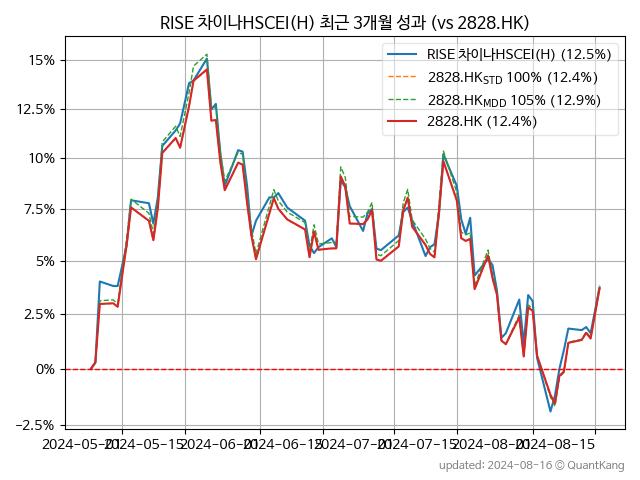 RISE 차이나HSCEI(H) 최근 3개월 성과 (vs 2828.HK)
RISE 차이나HSCEI(H) (12.5%)
2828.HK_STD 100% (12.4%)
2828.HK_MDD 105% (12.9%)
2828.HK (12.4%)
15%
12.5%
10%
7.5%
5%
2.5%
0%
−2.5%
2024-05-01
2024-05-15
2024-06-01
2024-06-15
2024-07-01
2024-07-15
2024-08-01
2024-08-15
updated: 2024-08-16 © QuantKang